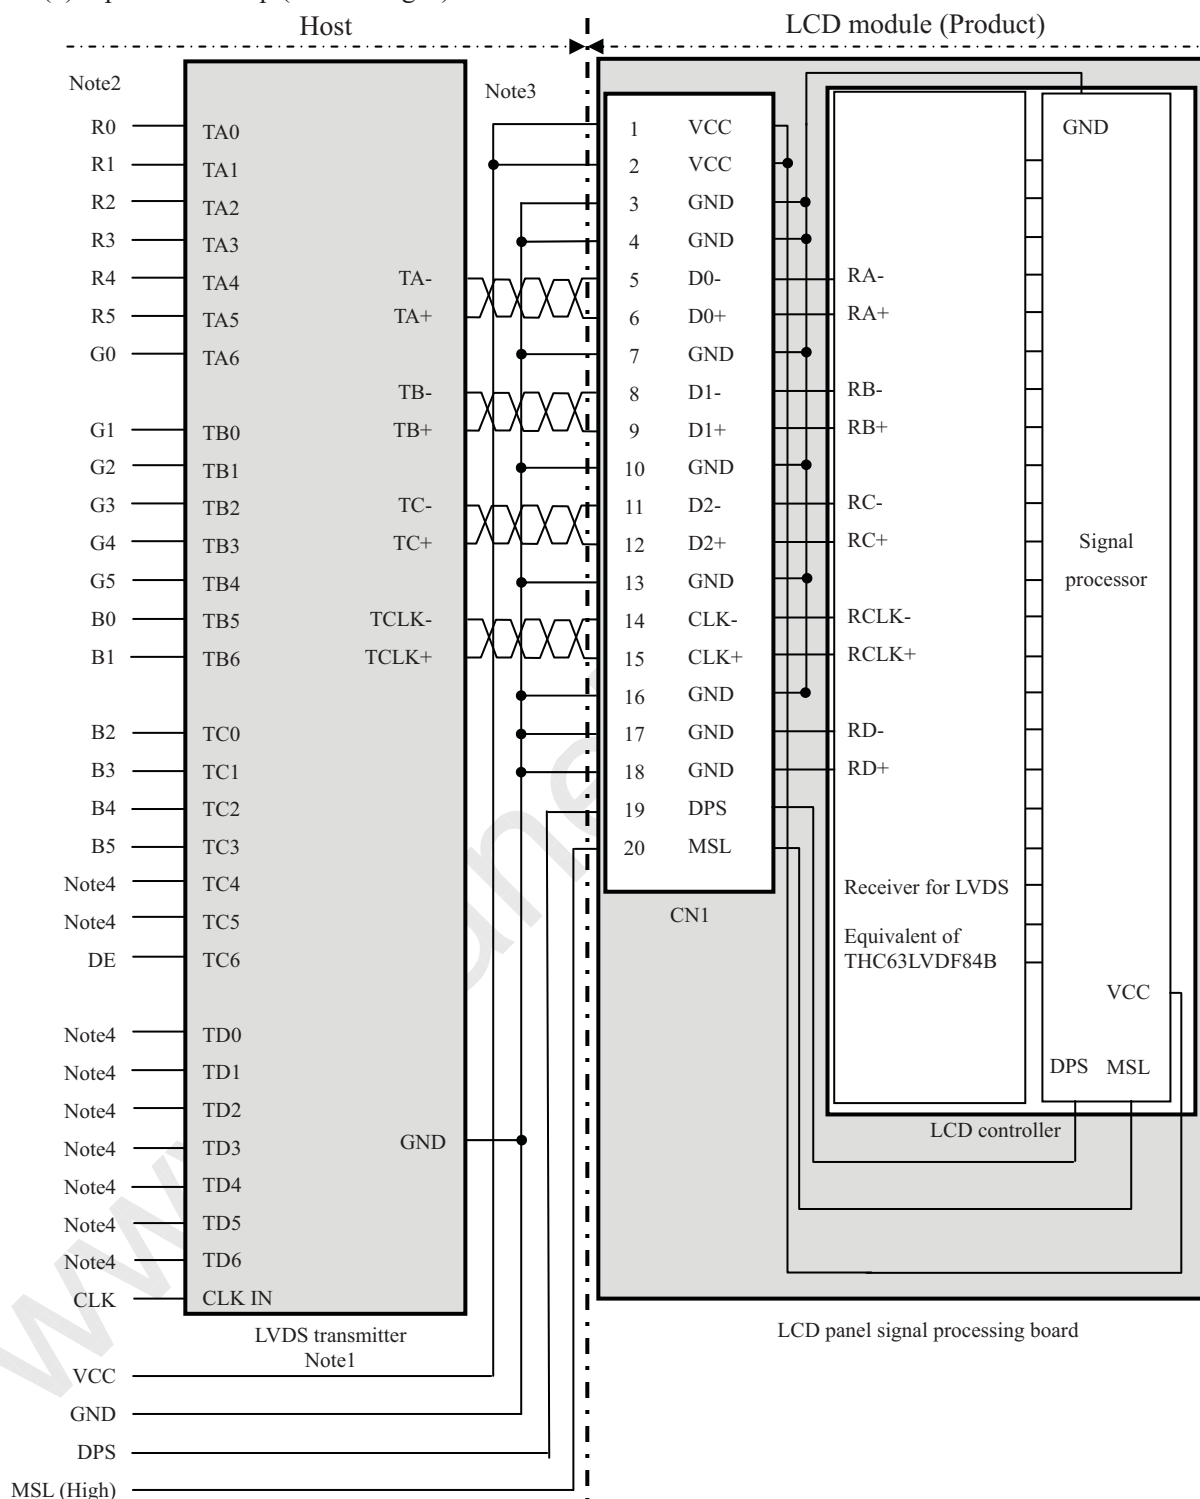 Host
LCD module (Product)
Note2
Note3
R0 TA0
R1 TA1
R2 TA2
R3 TA3
R4 TA4 TA-
R5 TA5 TA+
G0 TA6
TB-
G1 TB0 TB+
G2 TB1
G3 TB2 TC-
G4 TB3 TC+
G5 TB4
B0 TB5 TCLK-
B1 TB6 TCLK+
B2 TC0
B3 TC1
B4 TC2
B5 TC3
Note4 TC4
Note4 TC5
DE TC6
Note4 TD0
Note4 TD1
Note4 TD2
Note4 TD3 GND
Note4 TD4
Note4 TD5
Note4 TD6
CLK CLK IN
LVDS transmitter
Note1
VCC
GND
DPS
MSL (High)
1 VCC
2 VCC
3 GND
4 GND
5 D0- RA-
6 D0+ RA+
7 GND
8 D1- RB-
9 D1+ RB+
10 GND
11 D2- RC-
12 D2+ RC+
13 GND
14 CLK- RCLK-
15 CLK+ RCLK+
16 GND
17 GND RD-
18 GND RD+
19 DPS
20 MSL
CN1
Receiver for LVDS
Equivalent of
THC63LVDF84B
GND
Signal
processor
VCC
DPS MSL
LCD controller
LCD panel signal processing board